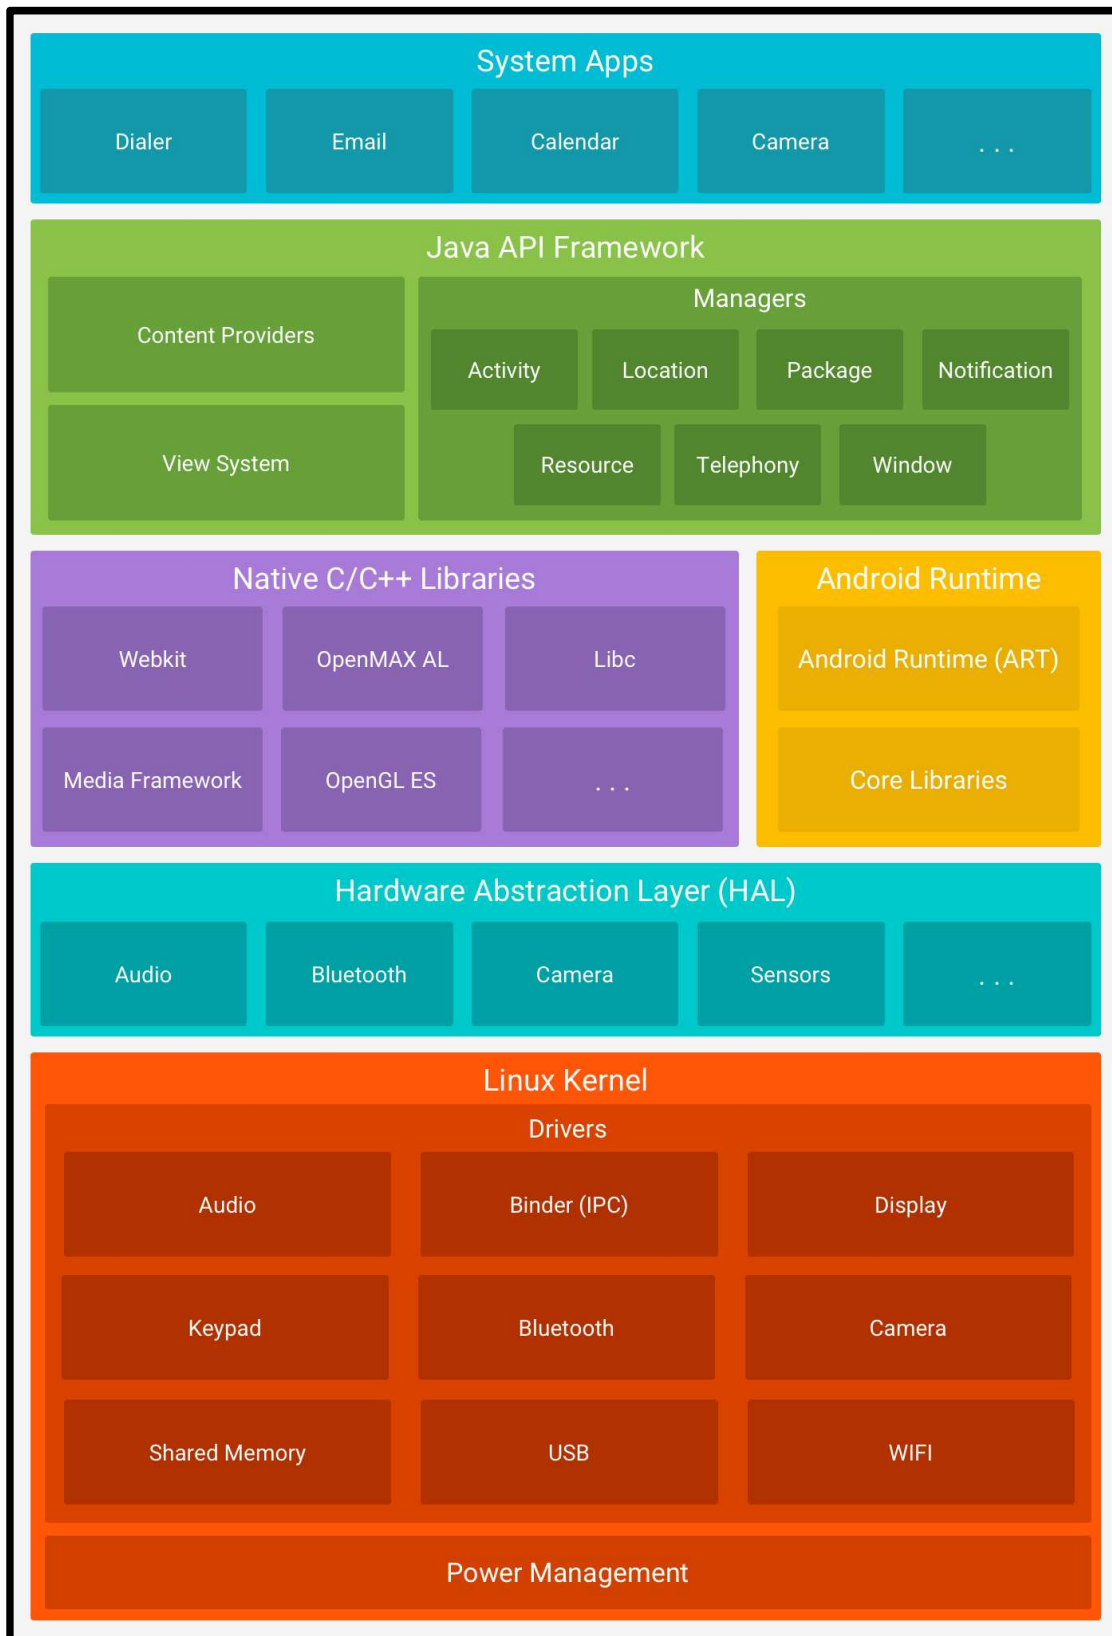 System Apps
Dialer
Email
Calendar
Camera
. . .
Java API Framework
Content Providers
View System
Managers
Activity
Location
Package
Notification
Resource
Telephony
Window
Native C/C++ Libraries
Webkit
OpenMAX AL
Libc
Media Framework
OpenGL ES
. . .
Android Runtime
Android Runtime (ART)
Core Libraries
Hardware Abstraction Layer (HAL)
Audio
Bluetooth
Camera
Sensors
. . .
Linux Kernel
Drivers
Audio
Binder (IPC)
Display
Keypad
Bluetooth
Camera
Shared Memory
USB
WIFI
Power Management